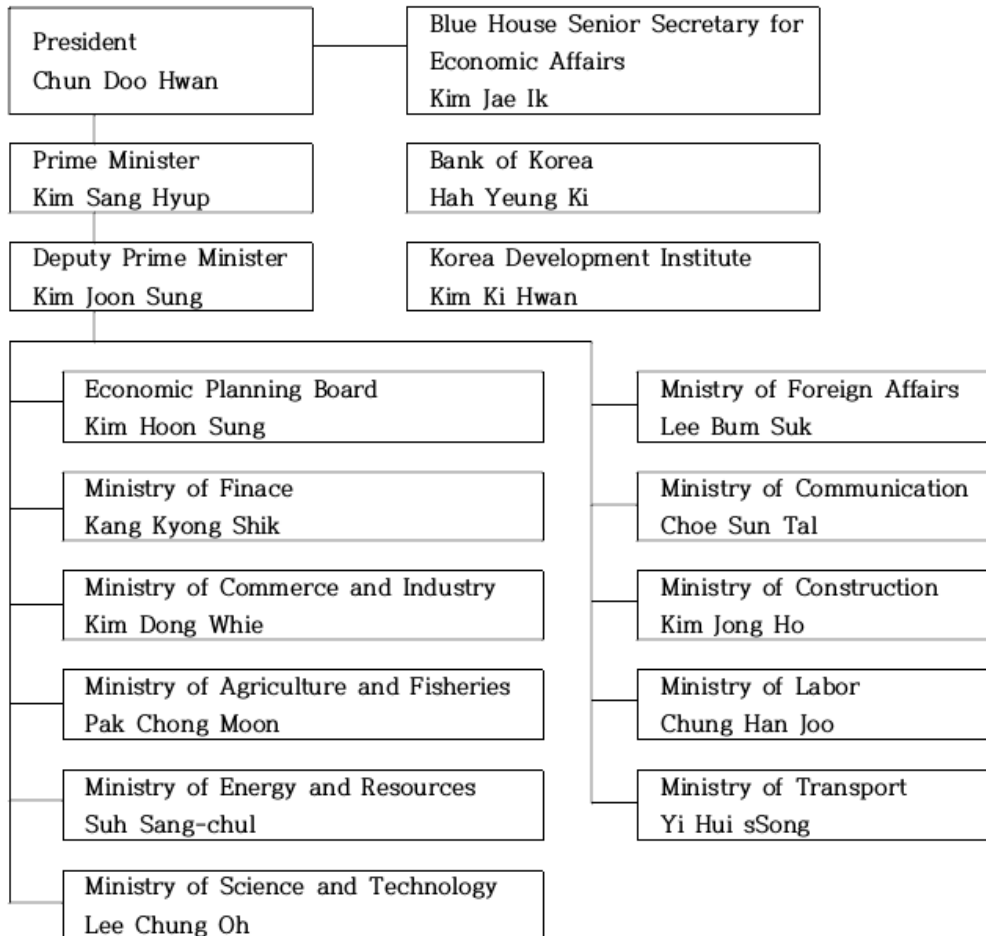 President
Chun Doo Hwan
Blue House Senior Secretary for
Economic Affairs
Kim Jae Ik
Prime Minister
Kim Sang Hyup
Bank of Korea
Hah Yeung Ki
Deputy Prime Minister
Kim Joon Sung
Korea Development Institute
Kim Ki Hwan
Economic Planning Board
Kim Hoon Sung
Mnistry of Foreign Affairs
Lee Bum Suk
Ministry of Finace
Kang Kyong Shik
Ministry of Communication
Choe Sun Tal
Ministry of Commerce and Industry
Kim Dong Whie
Ministry of Construction
Kim Jong Ho
Ministry of Agriculture and Fisheries
Pak Chong Moon
Ministry of Labor
Chung Han Joo
Ministry of Energy and Resources
Suh Sang-chul
Ministry of Transport
Yi Hui sSong
Ministry of Science and Technology
Lee Chung Oh